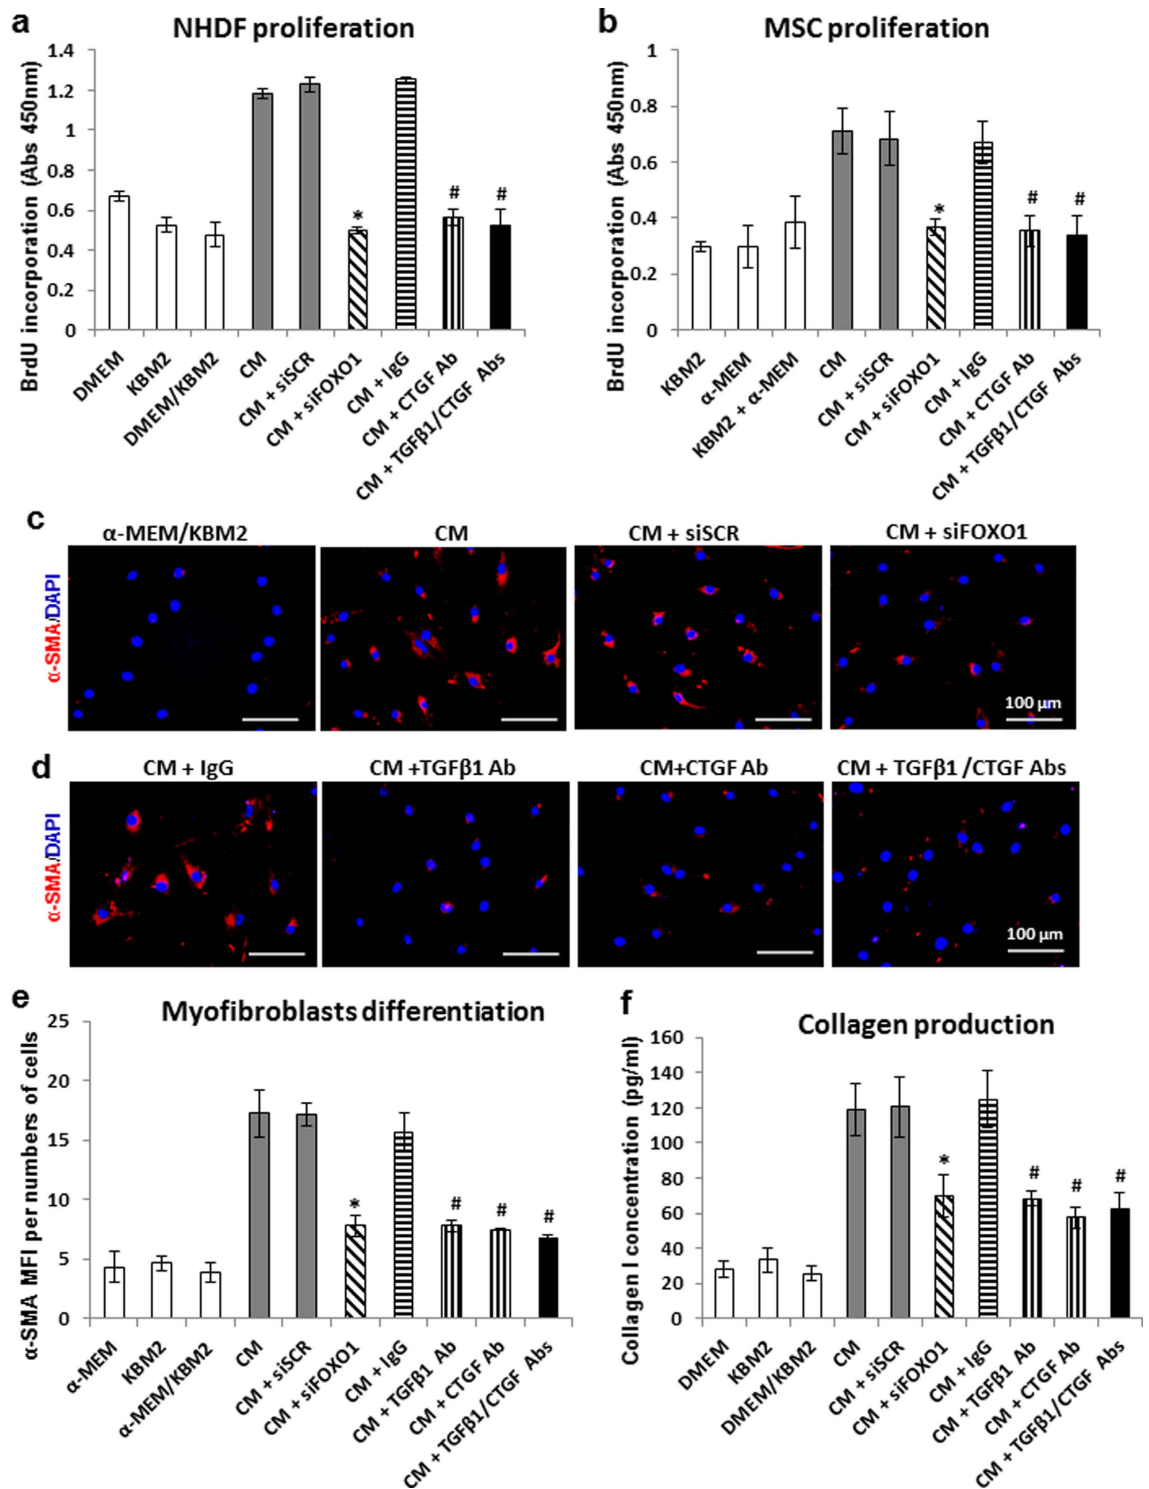 a
NHDF proliferation
BrdU incorporation (Abs 450nm)
1.4
1.2
1
0.8
0.6
0.4
0.2
0
*
#
#
DMEM
KBM2
DMEM/KBM2
CM
CM + siSCR
CM + siFOXO1
CM + IgG
CM + CTGF Ab
CM + TGFβ1/CTGF Abs
b
MSC proliferation
BrdU incorporation (Abs 450nm)
1
0.8
0.6
0.4
0.2
0
*
#
#
KBM2
α-MEM
KBM2 + α-MEM
CM
CM + siSCR
CM + siFOXO1
CM + IgG
CM + CTGF Ab
CM + TGFβ1/CTGF Abs
c
α-MEM/KBM2
CM
CM + siSCR
CM + siFOXO1
α-SMA/DAPI
100 µm
d
CM + IgG
CM +TGFβ1 Ab
CM+CTGF Ab
CM + TGFβ1 /CTGF Abs
α-SMA/DAPI
100 µm
e
Myofibroblasts differentiation
α-SMA MFI per numbers of cells
25
20
15
10
5
0
*
#
#
#
α-MEM
KBM2
α-MEM/KBM2
CM
CM + siSCR
CM + siFOXO1
CM + IgG
CM + TGFβ1 Ab
CM + CTGF Ab
CM + TGFβ1/CTGF Abs
f
Collagen production
Collagen I concentration (pg/ml)
160
140
120
100
80
60
40
20
0
*
#
#
#
DMEM
KBM2
DMEM/KBM2
CM
CM + siSCR
CM + siFOXO1
CM + IgG
CM + TGFβ1 Ab
CM + CTGF Ab
CM + TGFβ1/CTGF Abs